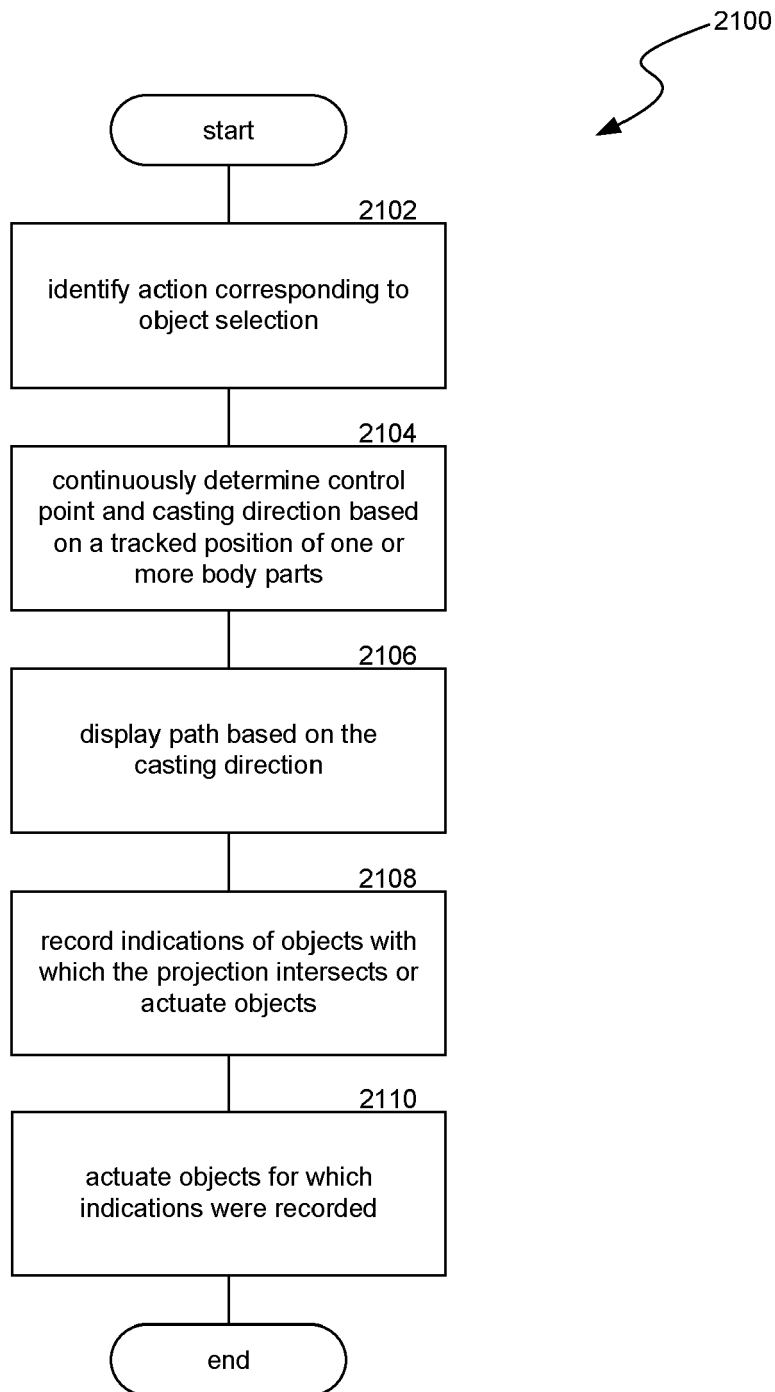 2100
start
2102
identify action corresponding to
object selection
2104
continuously determine control
point and casting direction based
on a tracked position of one or
more body parts
2106
display path based on the
casting direction
2108
record indications of objects with
which the projection intersects or
actuate objects
2110
actuate objects for which
indications were recorded
end